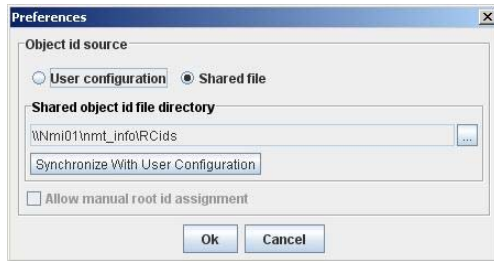 Preferences
Object id source
User configuration Shared file
Shared object id file directory
\\Nmi01\nmt_info\RCids ...
Synchronize With User Configuration
Allow manual root id assignment
Ok Cancel